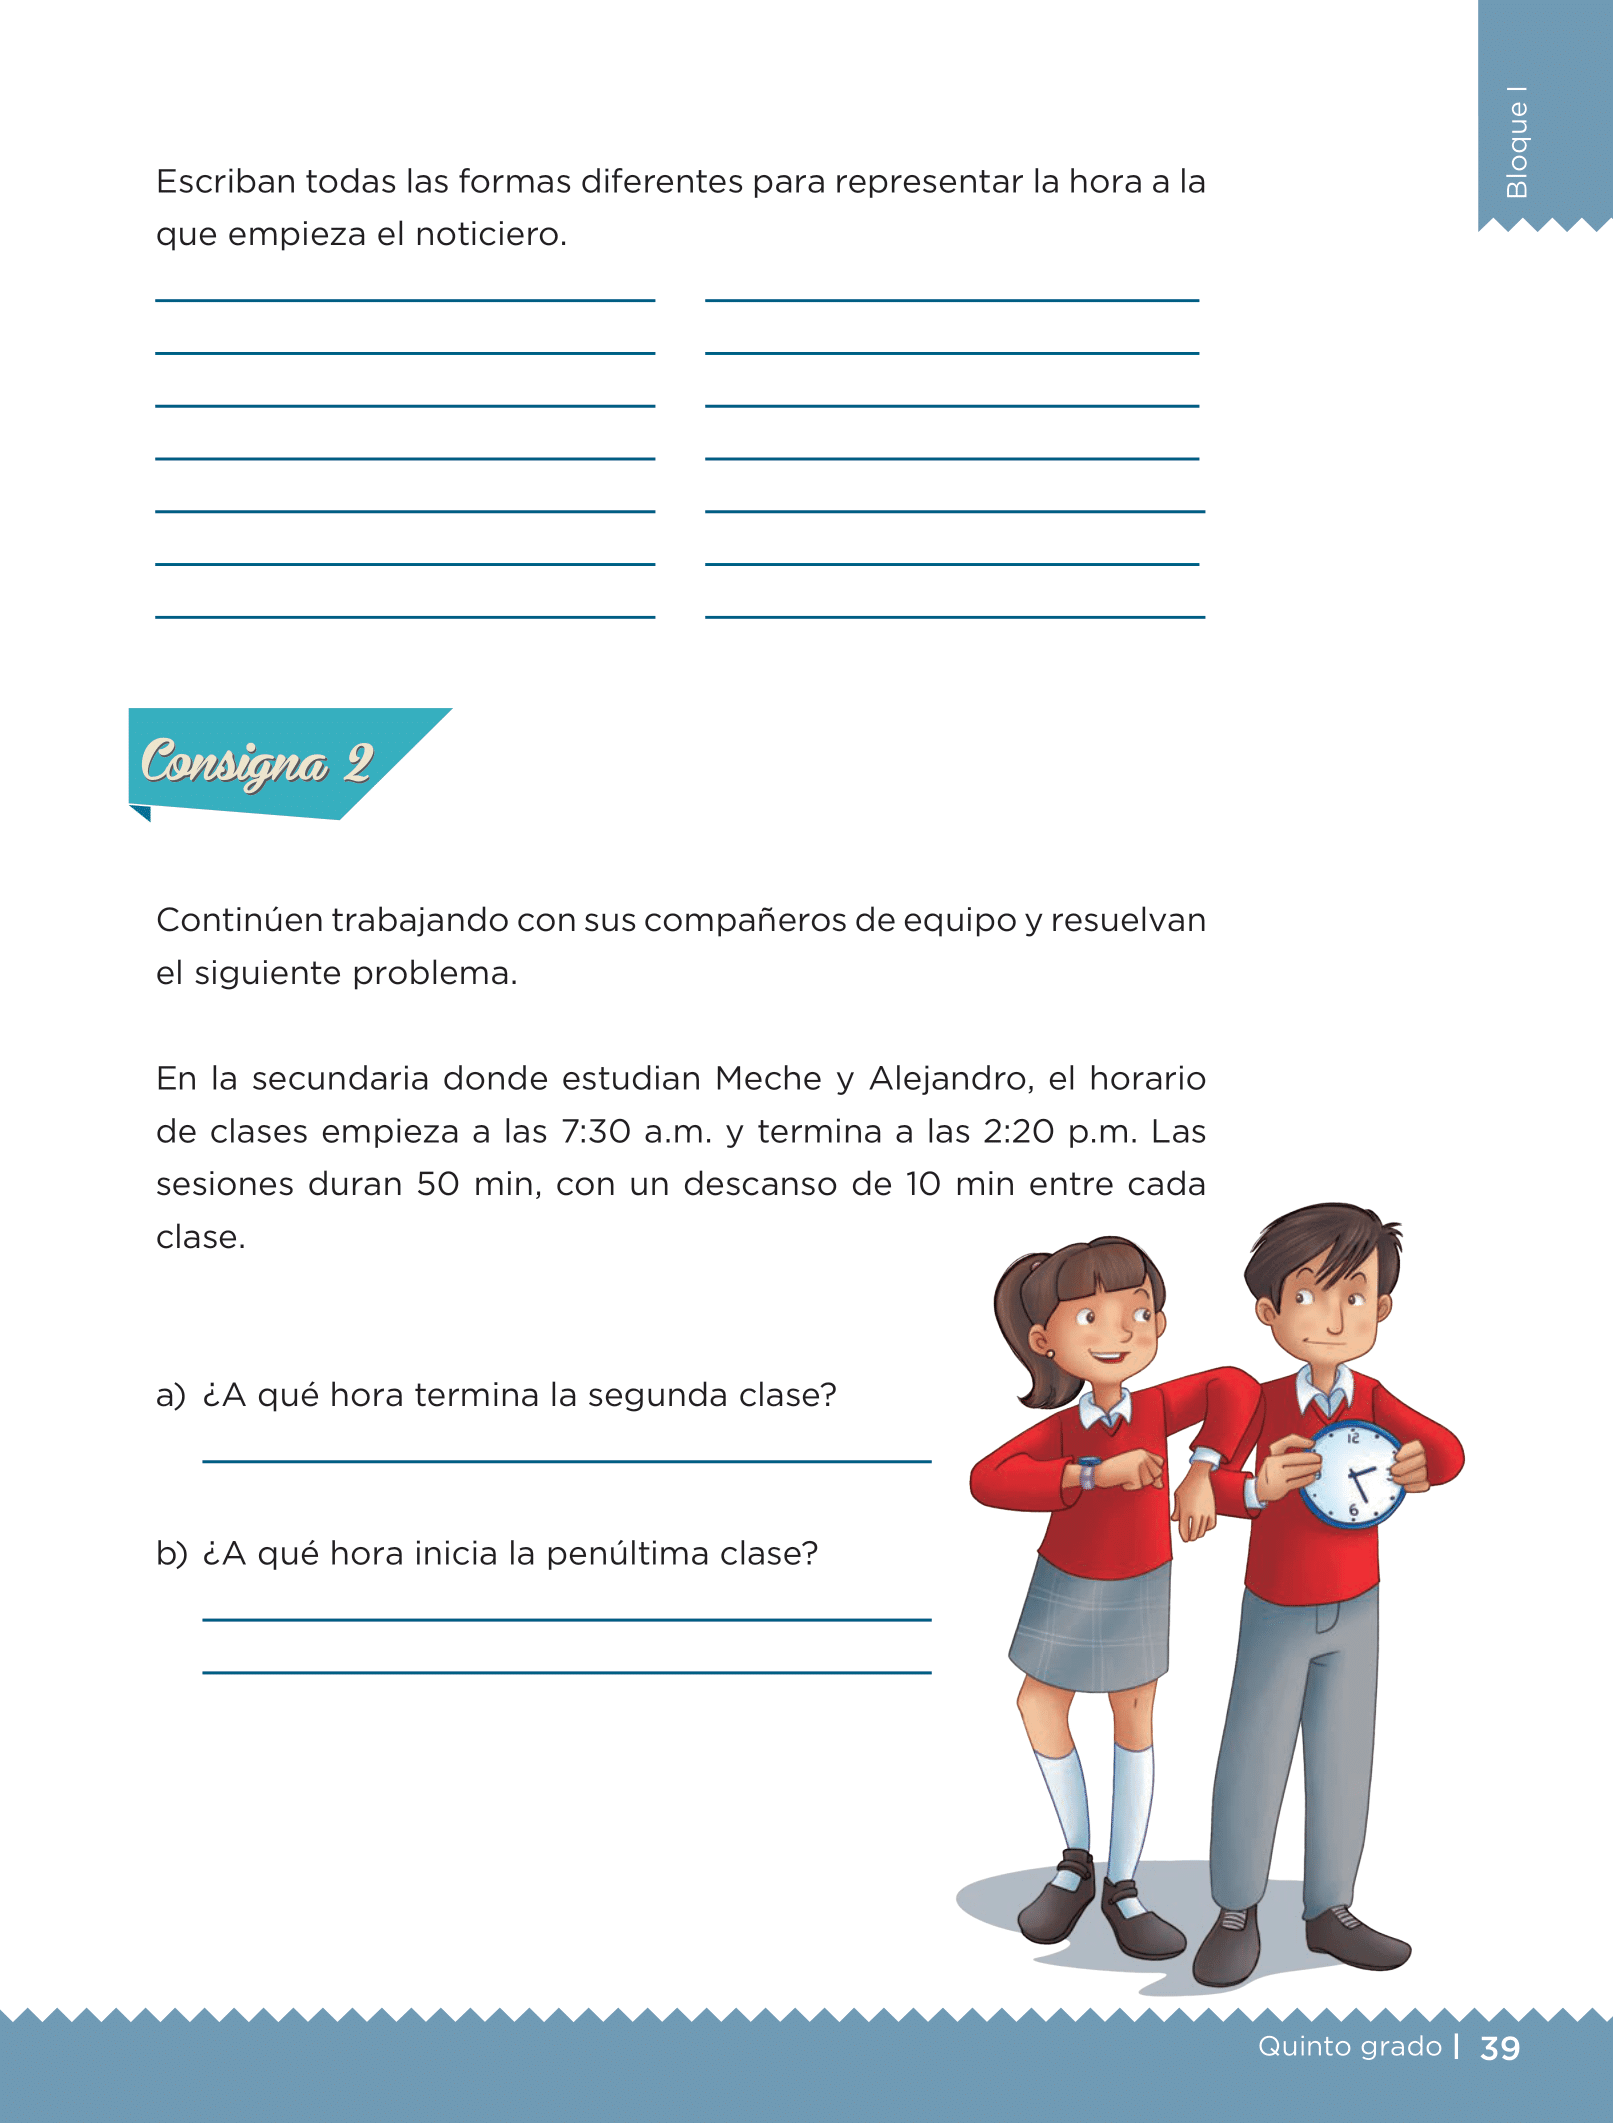 Bloque I
Escriban todas las formas diferentes para representar la hora a la
que empieza el noticiero.
Consigna 2
Continúen trabajando con sus compañeros de equipo y resuelvan
el siguiente problema.
En la secundaria donde estudian Meche y Alejandro, el horario
de clases empieza a las 7:30 a.m. y termina a las 2:20 p.m. Las
sesiones duran 50 min, con un descanso de 10 min entre cada
clase.
a) ¿A qué hora termina la segunda clase?
b) ¿A qué hora inicia la penúltima clase?
12
6
Quinto grado | 39